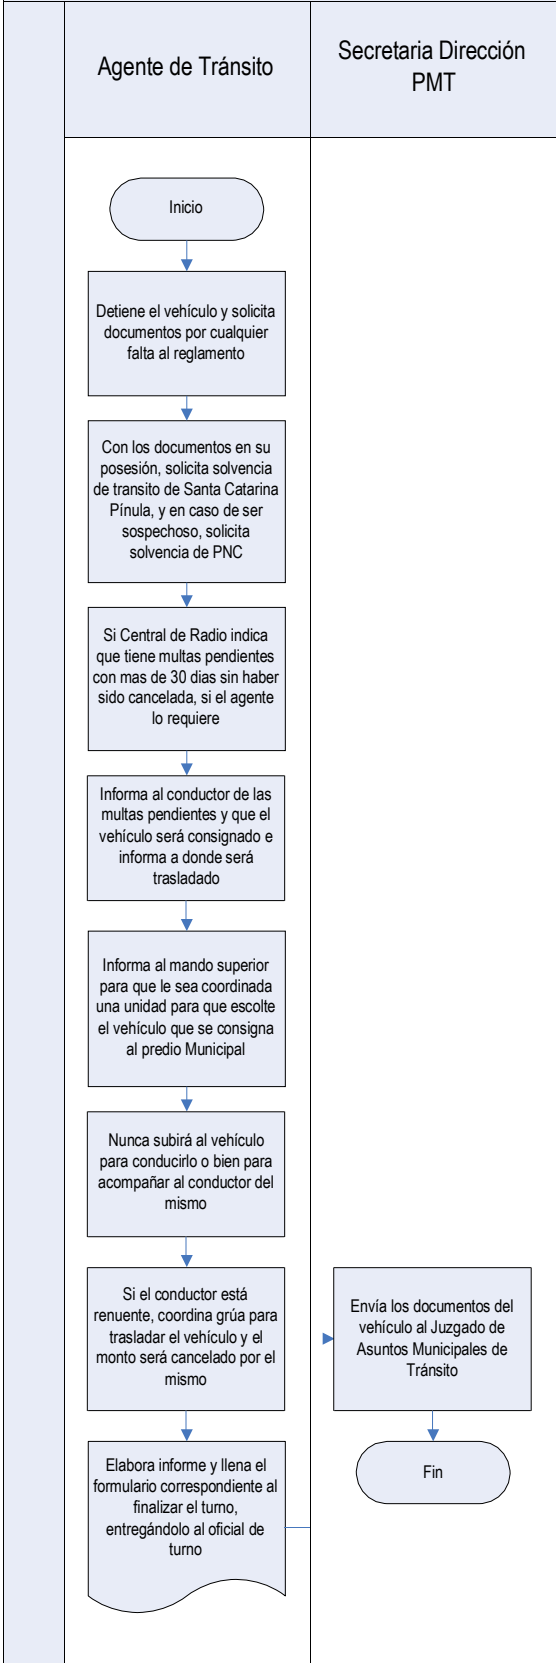 Agente de Tránsito
Secretaria Dirección
PMT
Inicio
Detiene el vehículo y solicita
documentos por cualquier
falta al reglamento
Con los documentos en su
posesión, solicita solvencia
de transito de Santa Catarina
Pínula, y en caso de ser
sospechoso, solicita
solvencia de PNC
Si Central de Radio indica
que tiene multas pendientes
con mas de 30 dias sin haber
sido cancelada, si el agente
lo requiere
Informa al conductor de las
multas pendientes y que el
vehículo será consignado e
informa a donde será
trasladado
Informa al mando superior
para que le sea coordinada
una unidad para que escolte
el vehículo que se consigna
al predio Municipal
Nunca subirá al vehículo
para conducirlo o bien para
acompañar al conductor del
mismo
Si el conductor está
renuente, coordina grúa para
trasladar el vehículo y el
monto será cancelado por el
mismo
Elabora informe y llena el
formulario correspondiente al
finalizar el turno,
entregándolo al oficial de
turno
Envía los documentos del
vehículo al Juzgado de
Asuntos Municipales de
Tránsito
Fin